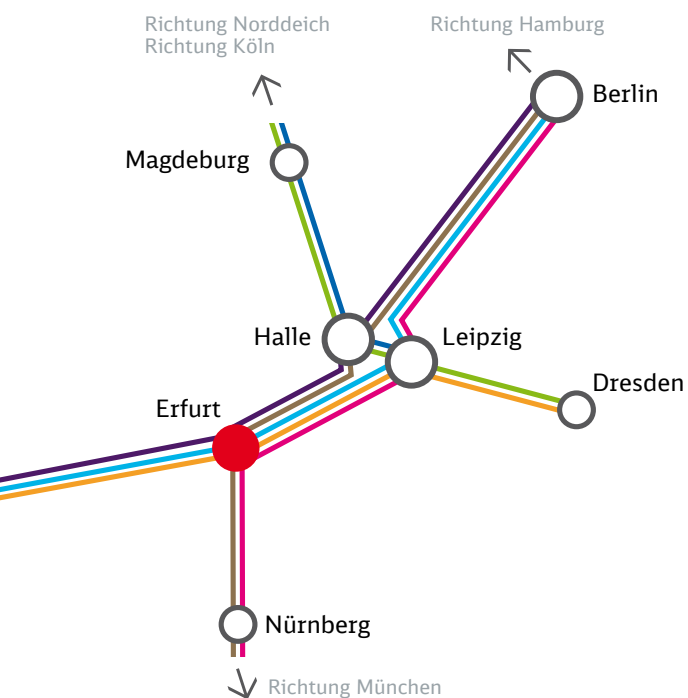 Richtung Norddeich
Richtung Köln
Richtung Hamburg
Berlin
Magdeburg
Halle
Leipzig
Dresden
Erfurt
Nürnberg
Richtung München